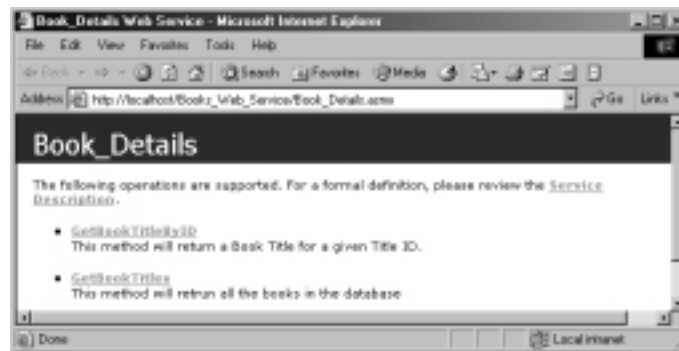 Book_Details Web Service - Microsoft Internet Explorer
File Edit View Favorites Tools Help
Back Search Favorites Media
Address http://localhost/Books_Web_Service/Book_Details.asmx Go Links »
Book_Details
The following operations are supported. For a formal definition, please review the Service
Description.
• GetBookTitleByID
This method will return a Book Title for a given Title ID.
• GetBookTitles
This method will retrun all the books in the database
Done Local intranet